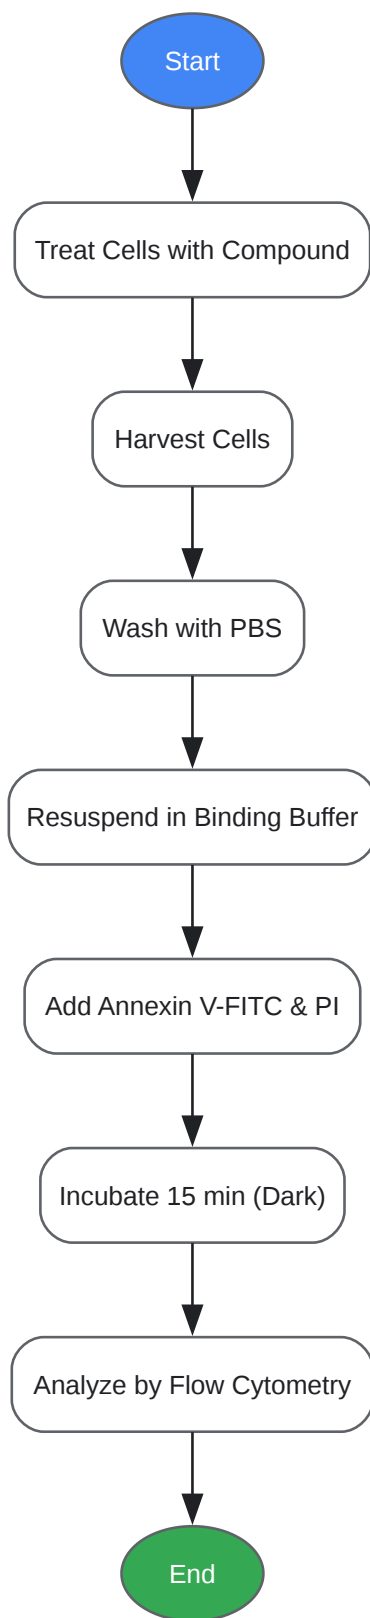 Start
Treat Cells with Compound
Harvest Cells
Wash with PBS
Resuspend in Binding Buffer
Add Annexin V-FITC & PI
Incubate 15 min (Dark)
Analyze by Flow Cytometry
End